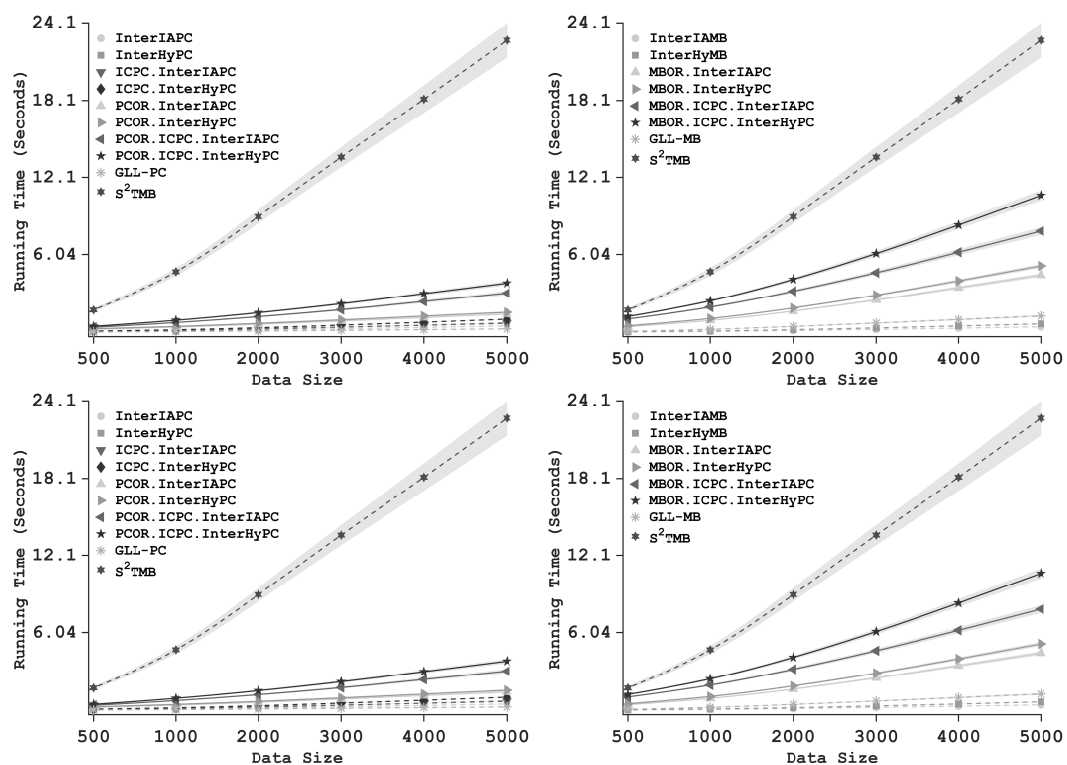 24.1
18.1
12.1
6.04
Running Time (Seconds)
InterIAPC
InterHyPC
ICPC.InterIAPC
ICPC.InterHyPC
PCOR.InterIAPC
PCOR.InterHyPC
PCOR.ICPC.InterIAPC
PCOR.ICPC.InterHyPC
GLL-PC
S²TMB
500 1000 2000 3000 4000 5000
Data Size
24.1
18.1
12.1
6.04
Running Time (Seconds)
InterIAMB
InterHyMB
MBOR.InterIAPC
MBOR.InterHyPC
MBOR.ICPC.InterIAPC
MBOR.ICPC.InterHyPC
GLL-MB
S²TMB
500 1000 2000 3000 4000 5000
Data Size
24.1
18.1
12.1
6.04
Running Time (Seconds)
InterIAPC
InterHyPC
ICPC.InterIAPC
ICPC.InterHyPC
PCOR.InterIAPC
PCOR.InterHyPC
PCOR.ICPC.InterIAPC
PCOR.ICPC.InterHyPC
GLL-PC
S²TMB
500 1000 2000 3000 4000 5000
Data Size
24.1
18.1
12.1
6.04
Running Time (Seconds)
InterIAMB
InterHyMB
MBOR.InterIAPC
MBOR.InterHyPC
MBOR.ICPC.InterIAPC
MBOR.ICPC.InterHyPC
GLL-MB
S²TMB
500 1000 2000 3000 4000 5000
Data Size